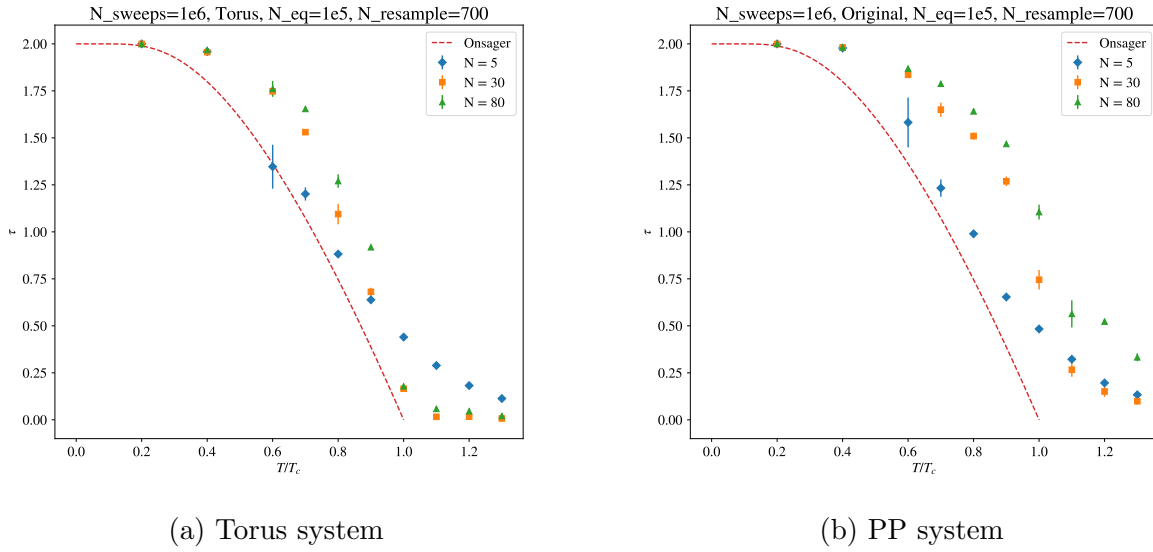 N_sweeps=1e6, Torus, N_eq=1e5, N_resample=700
2.00
1.75
1.50
1.25
1.00
0.75
0.50
0.25
0.00
τ
Onsager
N = 5
N = 30
N = 80
0.0 0.2 0.4 0.6 0.8 1.0 1.2
T/T_c
(a) Torus system
N_sweeps=1e6, Original, N_eq=1e5, N_resample=700
2.00
1.75
1.50
1.25
1.00
0.75
0.50
0.25
0.00
τ
Onsager
N = 5
N = 30
N = 80
0.0 0.2 0.4 0.6 0.8 1.0 1.2
T/T_c
(b) PP system